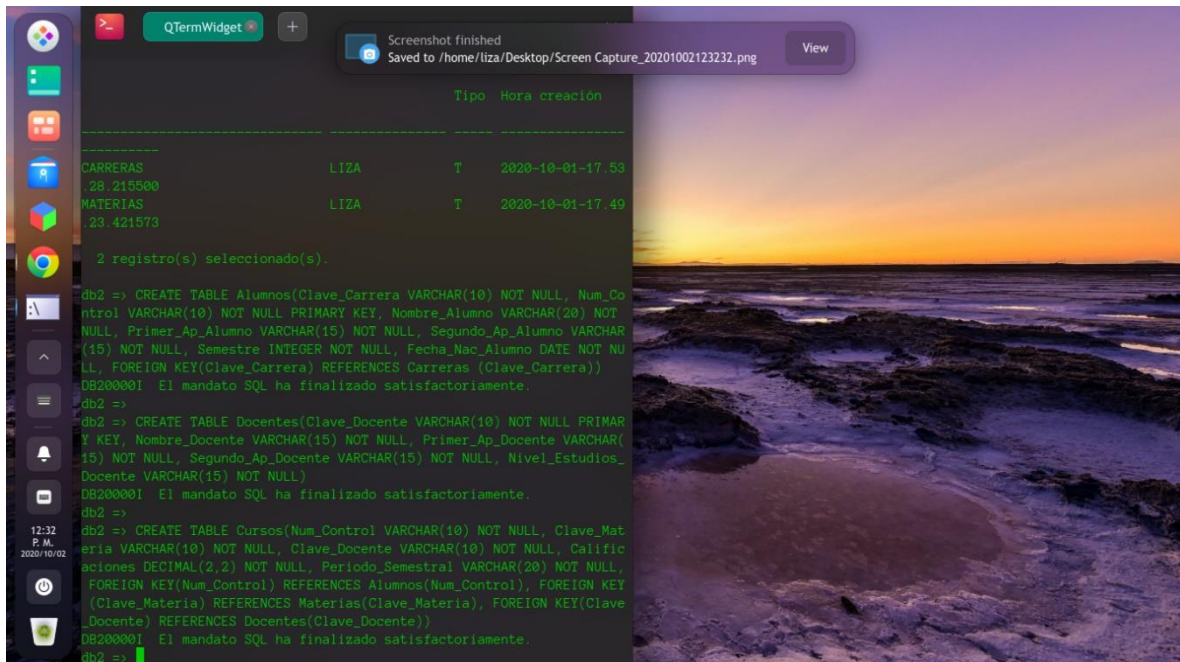 QTermWidget
Screenshot finished
Saved to /home/liza/Desktop/Screen Capture_20201002123232.png
View
Tipo Hora creación
------------------------------- --------------- ----- ----------------
----------
CARRERAS LIZA T 2020-10-01-17.53
.28.215500
MATERIAS LIZA T 2020-10-01-17.49
.23.421573
2 registro(s) seleccionado(s).
db2 => CREATE TABLE Alumnos(Clave_Carrera VARCHAR(10) NOT NULL, Num_Co
ntrol VARCHAR(10) NOT NULL PRIMARY KEY, Nombre_Alumno VARCHAR(20) NOT
NULL, Primer_Ap_Alumno VARCHAR(15) NOT NULL, Segundo_Ap_Alumno VARCHAR
(15) NOT NULL, Semestre INTEGER NOT NULL, Fecha_Nac_Alumno DATE NOT NU
LL, FOREIGN KEY(Clave_Carrera) REFERENCES Carreras (Clave_Carrera))
DB20000I El mandato SQL ha finalizado satisfactoriamente.
db2 =>
db2 => CREATE TABLE Docentes(Clave_Docente VARCHAR(10) NOT NULL PRIMAR
Y KEY, Nombre_Docente VARCHAR(15) NOT NULL, Primer_Ap_Docente VARCHAR(
15) NOT NULL, Segundo_Ap_Docente VARCHAR(15) NOT NULL, Nivel_Estudios_
Docente VARCHAR(15) NOT NULL)
DB20000I El mandato SQL ha finalizado satisfactoriamente.
db2 =>
db2 => CREATE TABLE Cursos(Num_Control VARCHAR(10) NOT NULL, Clave_Mat
eria VARCHAR(10) NOT NULL, Clave_Docente VARCHAR(10) NOT NULL, Calific
aciones DECIMAL(2,2) NOT NULL, Periodo_Semestral VARCHAR(20) NOT NULL,
FOREIGN KEY(Num_Control) REFERENCES Alumnos(Num_Control), FOREIGN KEY
(Clave_Materia) REFERENCES Materias(Clave_Materia), FOREIGN KEY(Clave
_Docente) REFERENCES Docentes(Clave_Docente))
DB20000I El mandato SQL ha finalizado satisfactoriamente.
db2 =>
12:32
P. M.
2020/10/02